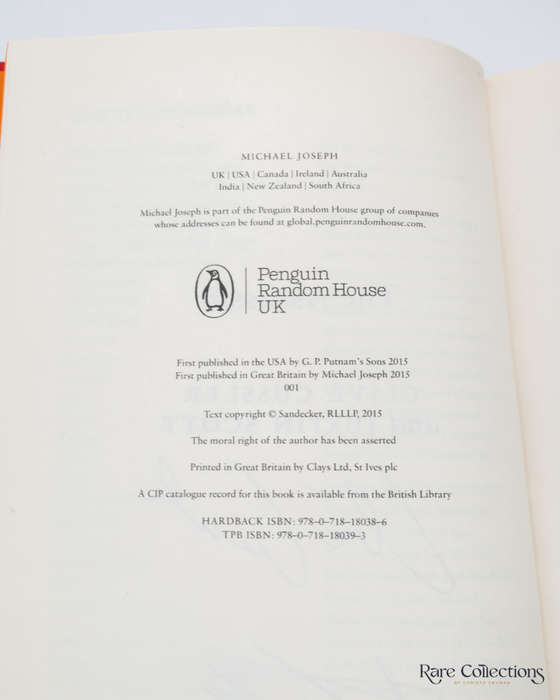 MICHAEL JOSEPH
UK | USA | Canada | Ireland | Australia
India | New Zealand | South Africa
Michael Joseph is part of the Penguin Random House group of companies
whose addresses can be found at global.penguinrandomhouse.com.
Penguin
Random House
UK
First published in the USA by G. P. Putnam's Sons 2015
First published in Great Britain by Michael Joseph 2015
001
Text copyright © Sandecker, RLLLP, 2015
The moral right of the author has been asserted
Printed in Great Britain by Clays Ltd, St Ives plc
A CIP catalogue record for this book is available from the British Library
HARDBACK ISBN: 978–0–718–18038–6
TPB ISBN: 978–0–718–18039–3
Rare Collections